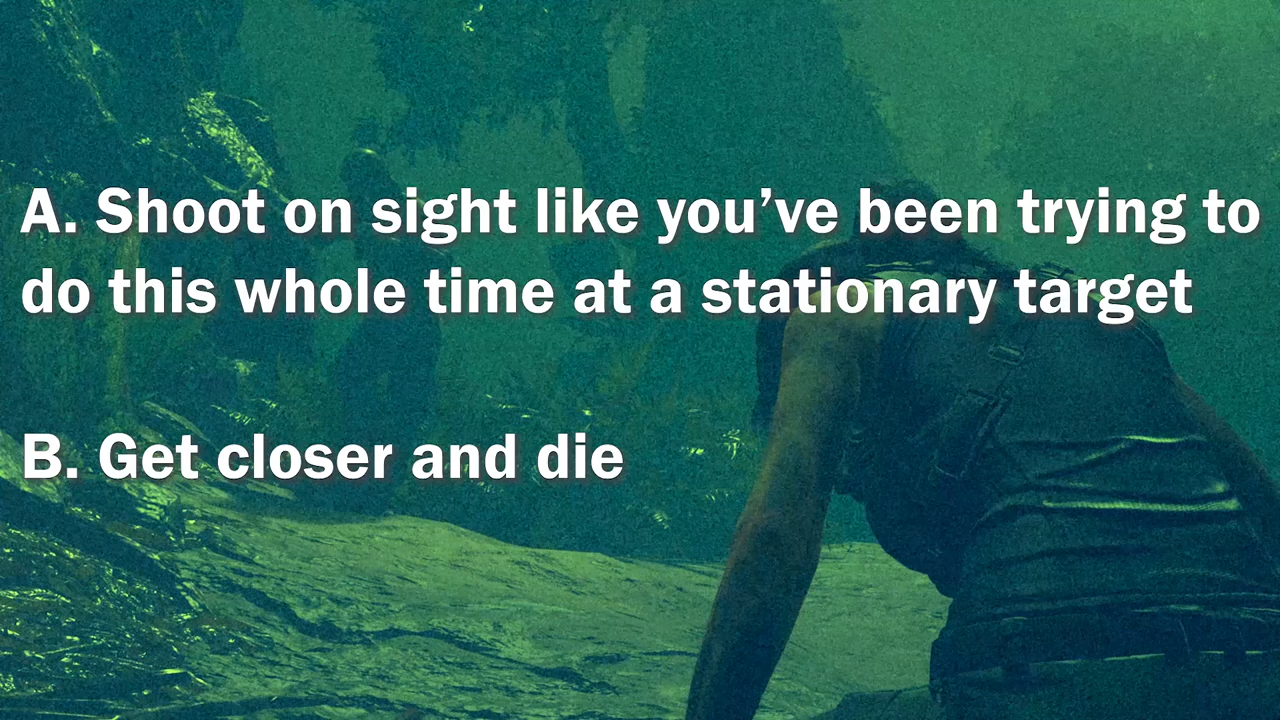 A. Shoot on sight like you’ve been trying to
do this whole time at a stationary target
B. Get closer and die